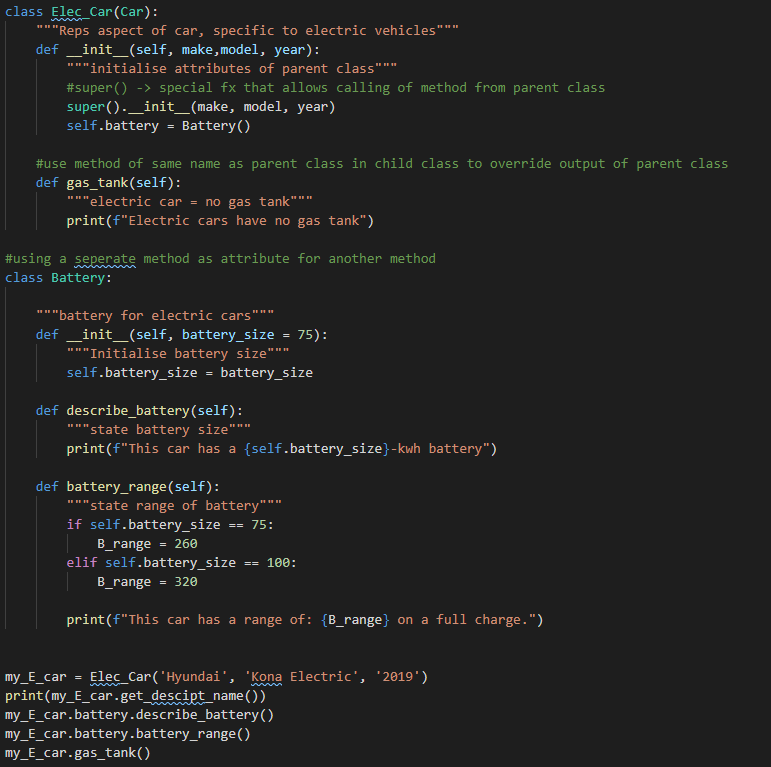 class Elec_Car(Car):
    """Reps aspect of car, specific to electric vehicles"""
    def __init__(self, make,model, year):
        """initialise attributes of parent class"""
        #super() -> special fx that allows calling of method from parent class
        super().__init__(make, model, year)
        self.battery = Battery()
    #use method of same name as parent class in child class to override output of parent class
    def gas_tank(self):
        """electric car = no gas tank"""
        print(f"Electric cars have no gas tank")
#using a seperate method as attribute for another method
class Battery:
    """battery for electric cars"""
    def __init__(self, battery_size = 75):
        """Initialise battery size"""
        self.battery_size = battery_size
    def describe_battery(self):
        """state battery size"""
        print(f"This car has a {self.battery_size}-kwh battery")
    def battery_range(self):
        """state range of battery"""
        if self.battery_size == 75:
            B_range = 260
        elif self.battery_size == 100:
            B_range = 320
        print(f"This car has a range of: {B_range} on a full charge.")
my_E_car = Elec_Car('Hyundai', 'Kona Electric', '2019')
print(my_E_car.get_descipt_name())
my_E_car.battery.describe_battery()
my_E_car.battery.battery_range()
my_E_car.gas_tank()